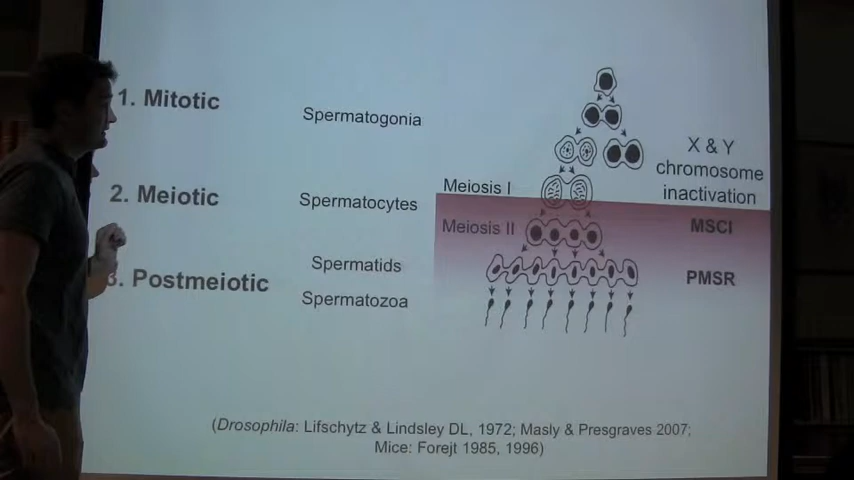 1. Mitotic
Spermatogonia
X & Y
chromosome
inactivation
2. Meiotic
Spermatocytes
Meiosis I
Meiosis II
MSCI
3. Postmeiotic
Spermatids
Spermatozoa
PMSR
(Drosophila: Lifschytz & Lindsley DL, 1972; Masly & Presgraves 2007;
Mice: Forejt 1985, 1996)